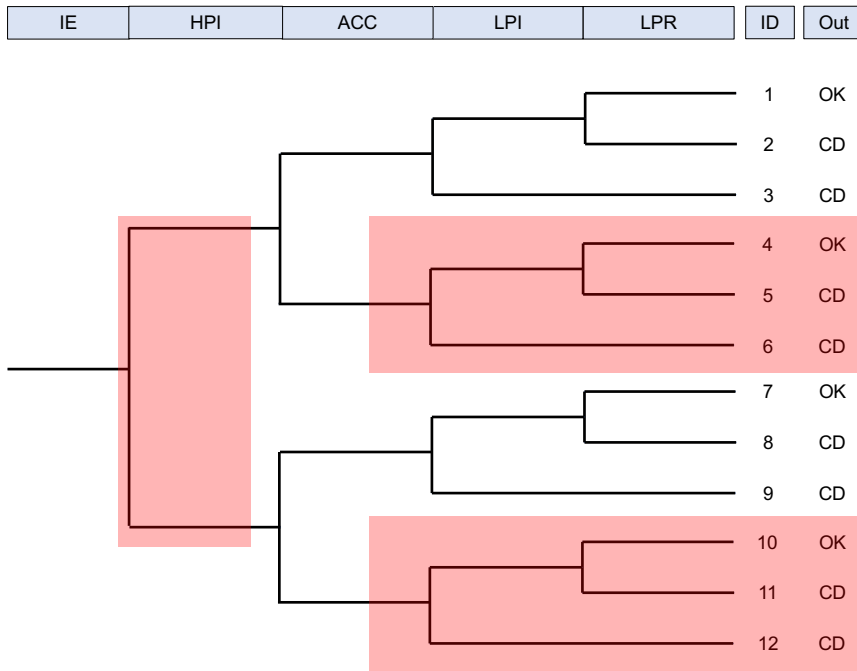 IE HPI ACC LPI LPR ID Out
1 OK
2 CD
3 CD
4 OK
5 CD
6 CD
7 OK
8 CD
9 CD
10 OK
11 CD
12 CD